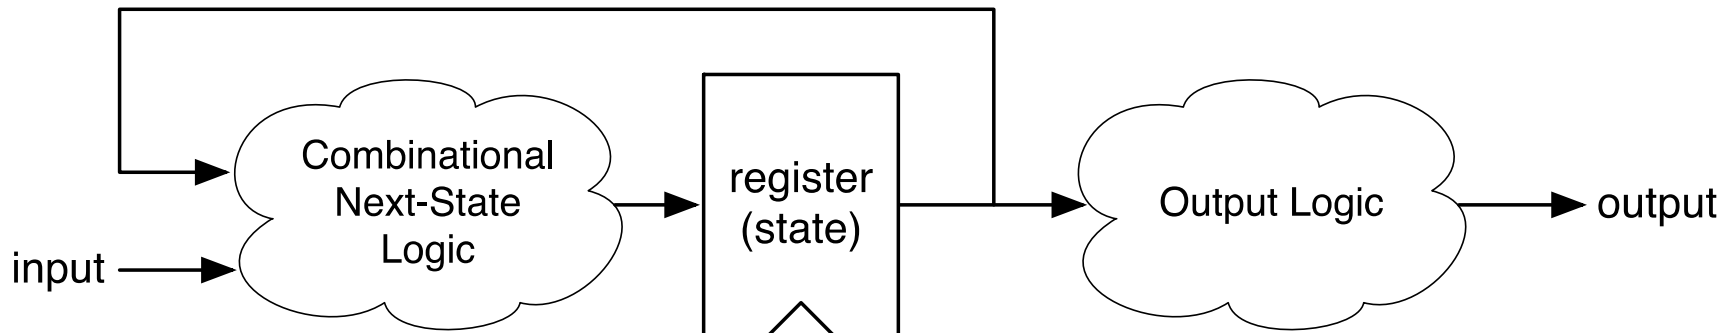 Combinational
Next-State
Logic
input
register
(state)
Output Logic
output